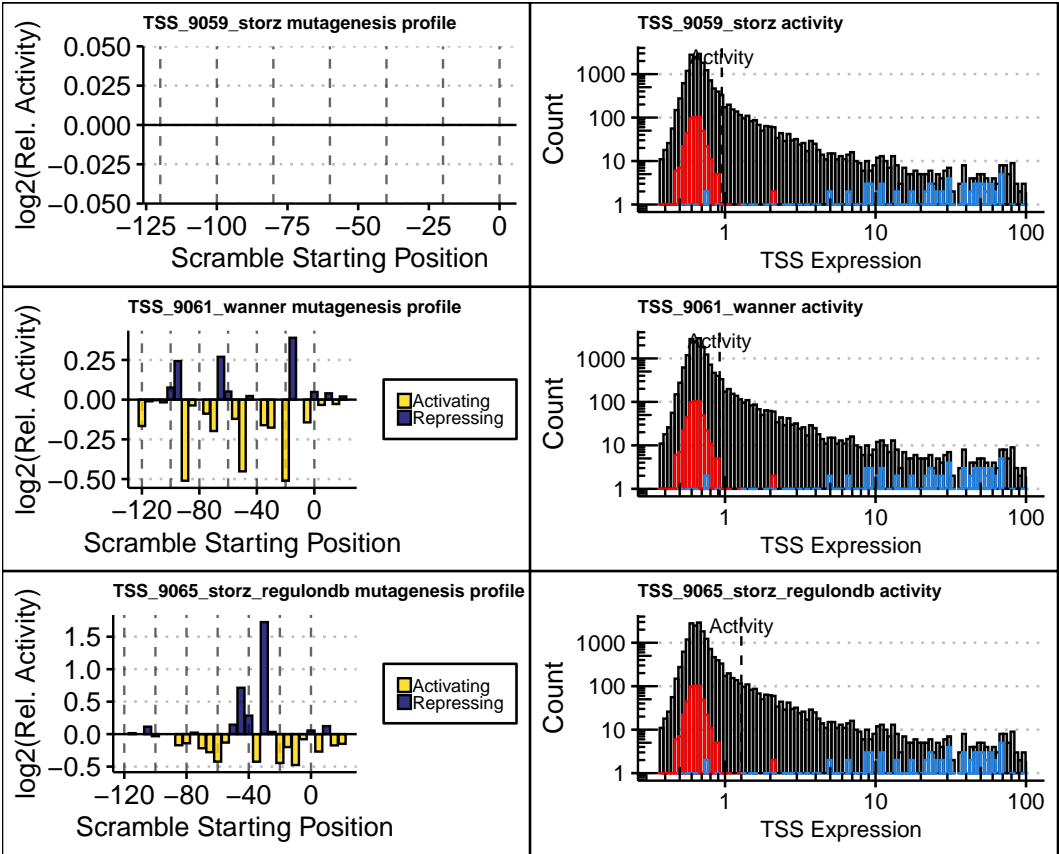 TSS_9059_storz mutagenesis profile
log2(Rel. Activity)
0.050
0.025
0.000
−0.025
−0.050
−125 −100 −75 −50 −25 0
Scramble Starting Position
TSS_9059_storz activity
Activity
Count
1000
100
10
1
1 10 100
TSS Expression
TSS_9061_wanner mutagenesis profile
log2(Rel. Activity)
0.25
0.00
−0.25
−0.50
−120 −80 −40 0
Scramble Starting Position
Activating
Repressing
TSS_9061_wanner activity
Activity
Count
1000
100
10
1
1 10 100
TSS Expression
TSS_9065_storz_regulondb mutagenesis profile
log2(Rel. Activity)
1.5
1.0
0.5
0.0
−0.5
−120 −80 −40 0
Scramble Starting Position
Activating
Repressing
TSS_9065_storz_regulondb activity
Activity
Count
1000
100
10
1
1 10 100
TSS Expression